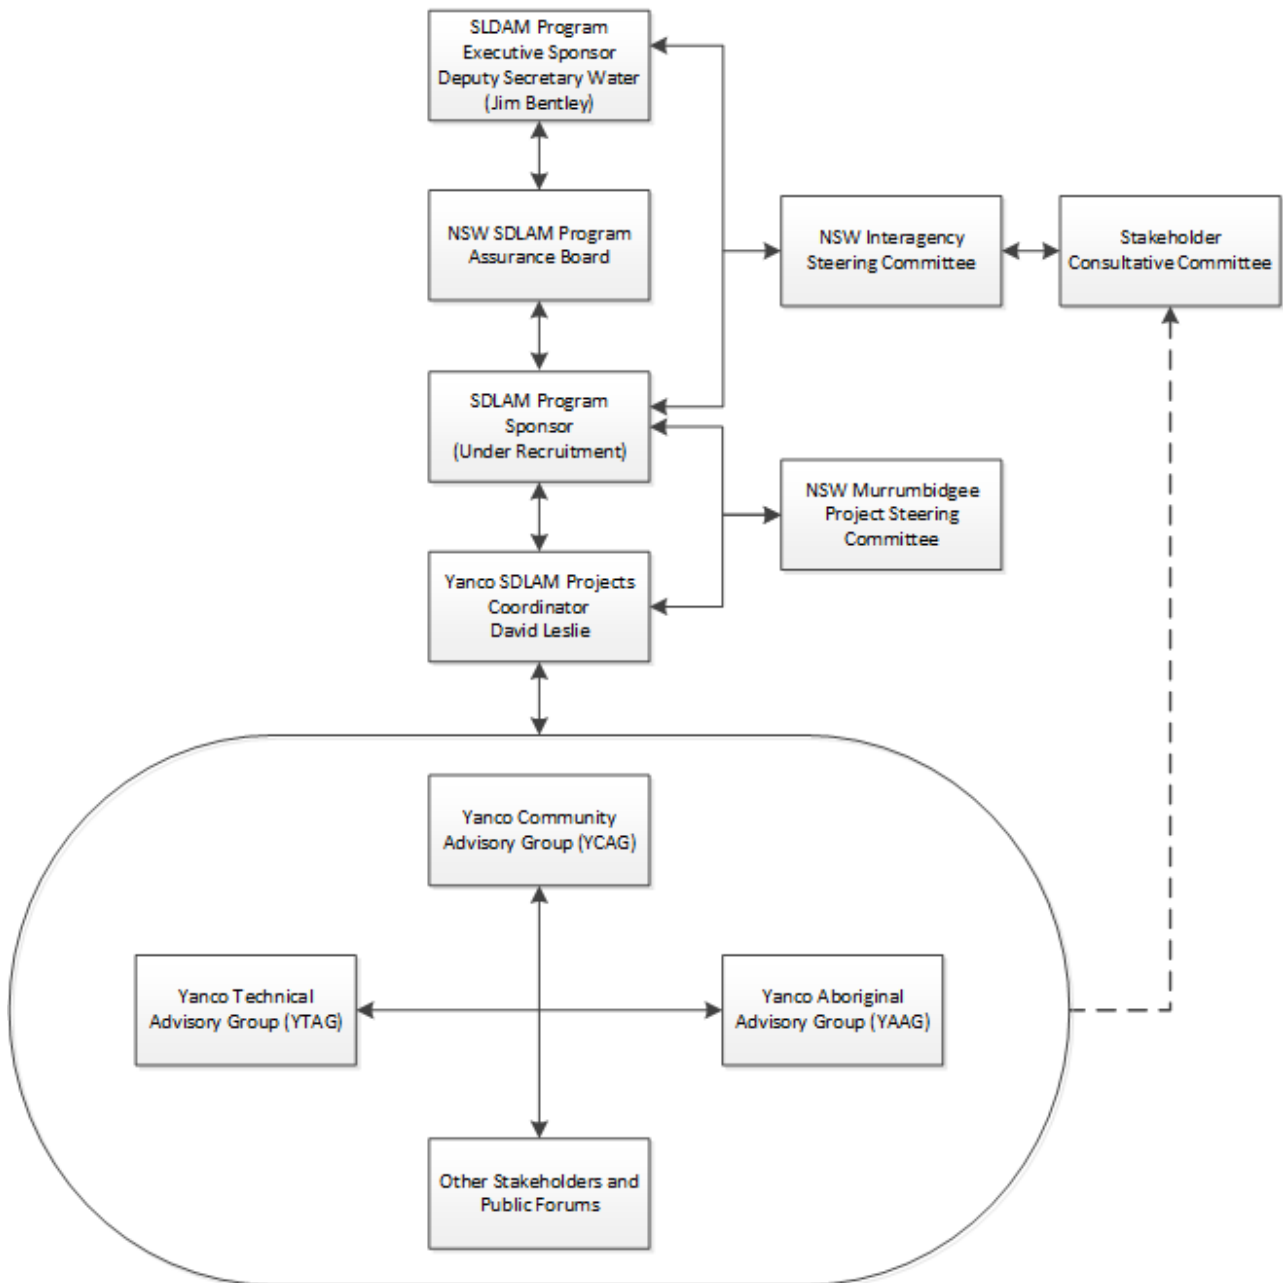 SLDAM Program
Executive Sponsor
Deputy Secretary Water
(Jim Bentley)
NSW SDLAM Program
Assurance Board
NSW Interagency
Steering Committee
Stakeholder
Consultative Committee
SDLAM Program
Sponsor
(Under Recruitment)
NSW Murrumbidgee
Project Steering
Committee
Yanco SDLAM Projects
Coordinator
David Leslie
Yanco Community
Advisory Group (YCAG)
Yanco Technical
Advisory Group (YTAG)
Yanco Aboriginal
Advisory Group (YAAG)
Other Stakeholders and
Public Forums